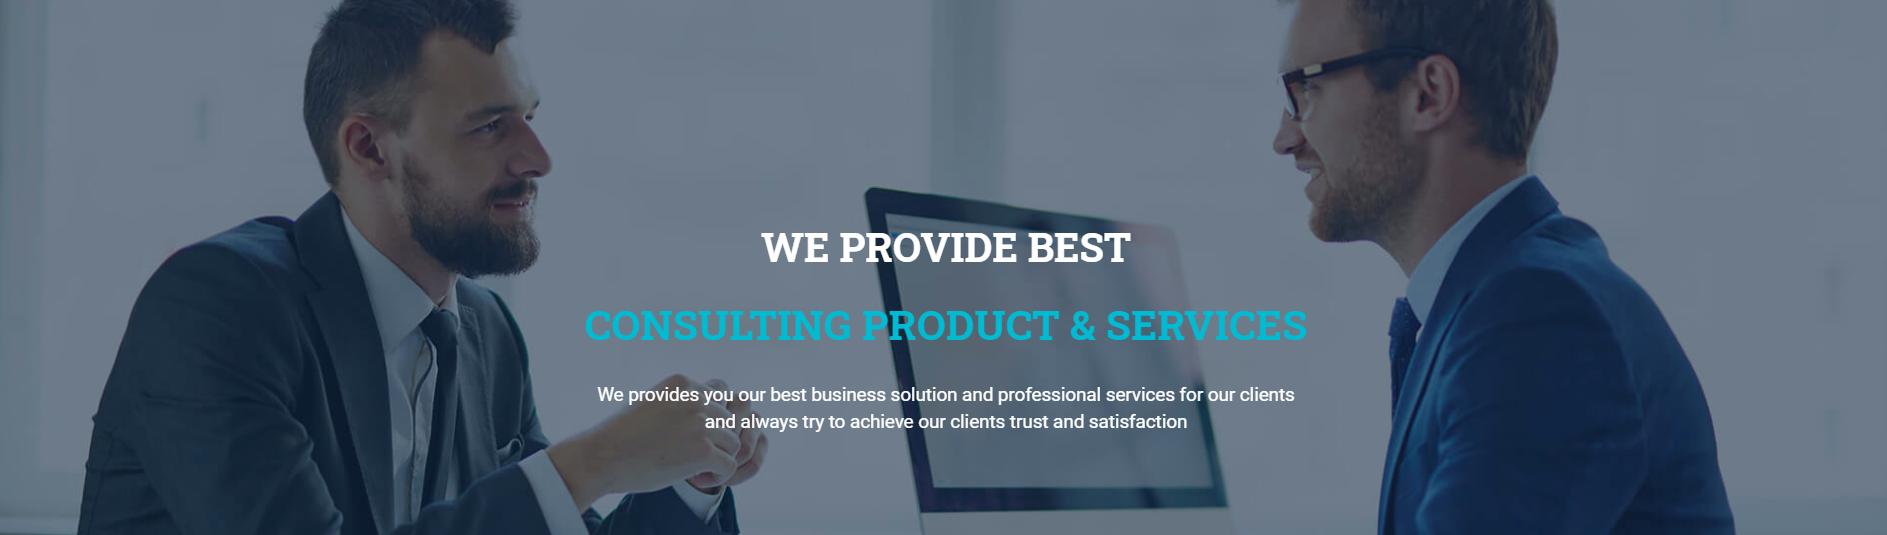 WE PROVIDE BEST
CONSULTING PRODUCT & SERVICES
We provides you our best business solution and professional services for our clients
and always try to achieve our clients trust and satisfaction